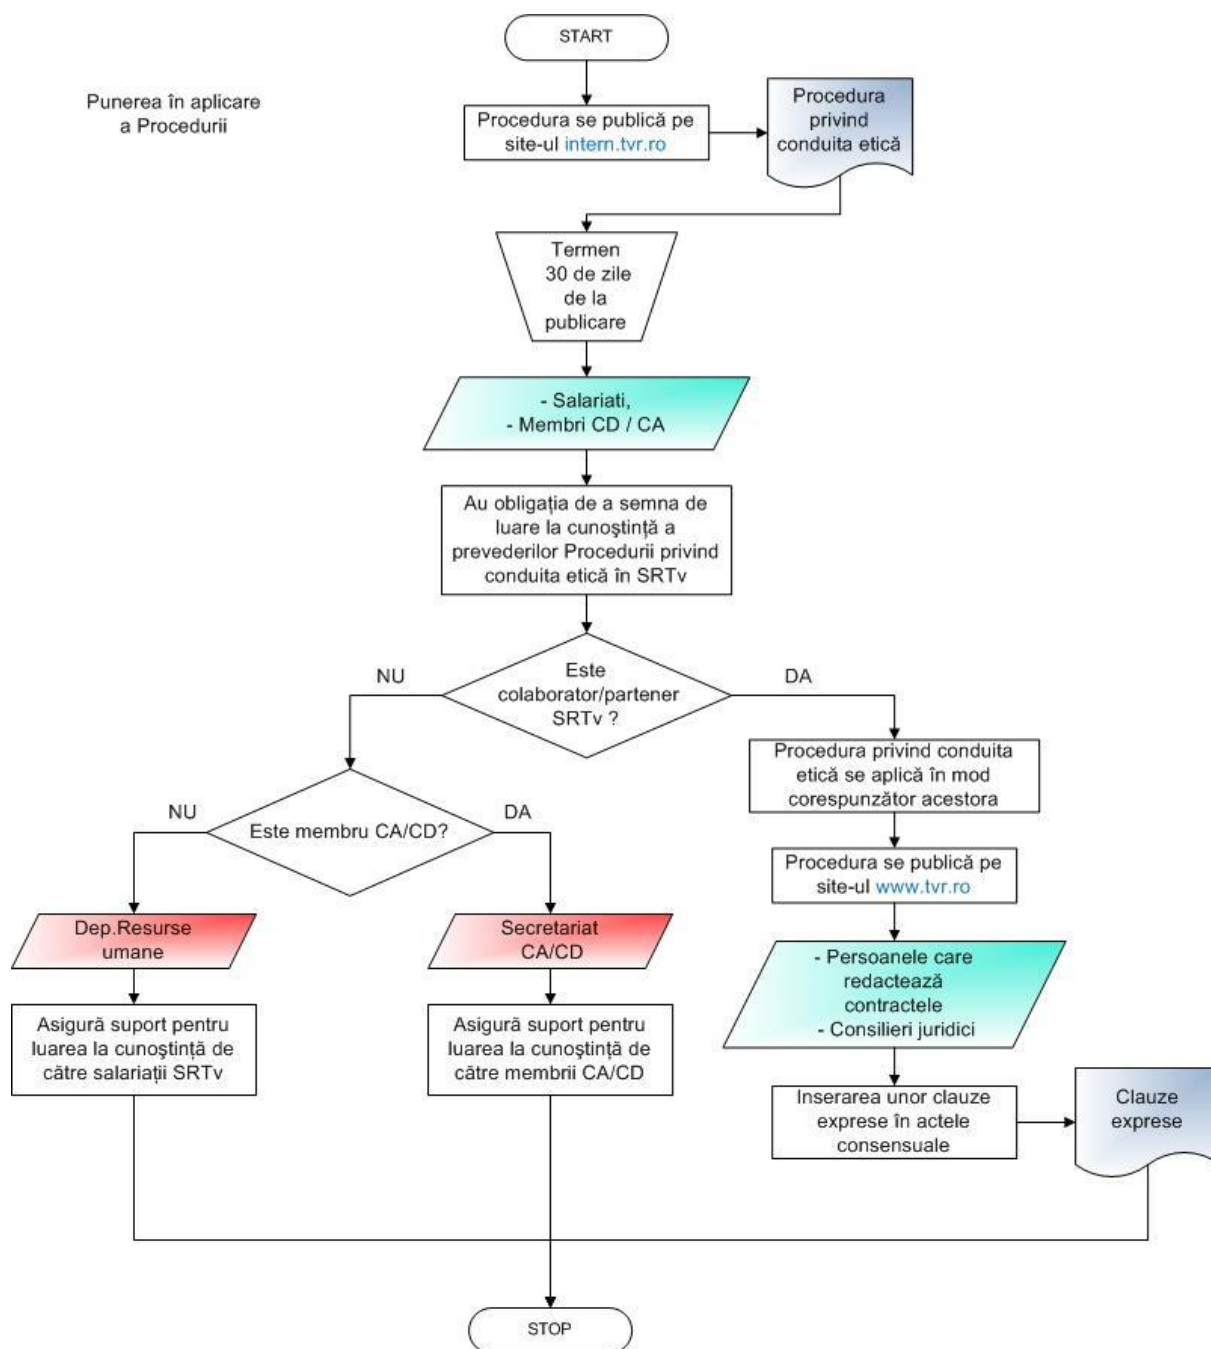 START
Punerea în aplicare
a Procedurii
Procedura se publică pe
site-ul intern.tvr.ro
Procedura
privind
conduita etică
Termen
30 de zile
de la
publicare
- Salariati,
- Membri CD / CA
Au obligația de a semna de
luare la cunoştință a
prevederilor Procedurii privind
conduita etică în SRTv
NU
Este
colaborator/partener
SRTv ?
DA
Procedura privind conduita
etică se aplică în mod
corespunzător acestora
NU
Este membru CA/CD?
DA
Procedura se publică pe
site-ul www.tvr.ro
Dep.Resurse
umane
Secretariat
CA/CD
- Persoanele care
redactează
contractele
- Consilieri juridici
Asigură suport pentru
luarea la cunoştință de
către salariații SRTv
Asigură suport pentru
luarea la cunoştință de
către membrii CA/CD
Inserarea unor clauze
exprese în actele
consensuale
Clauze
exprese
STOP